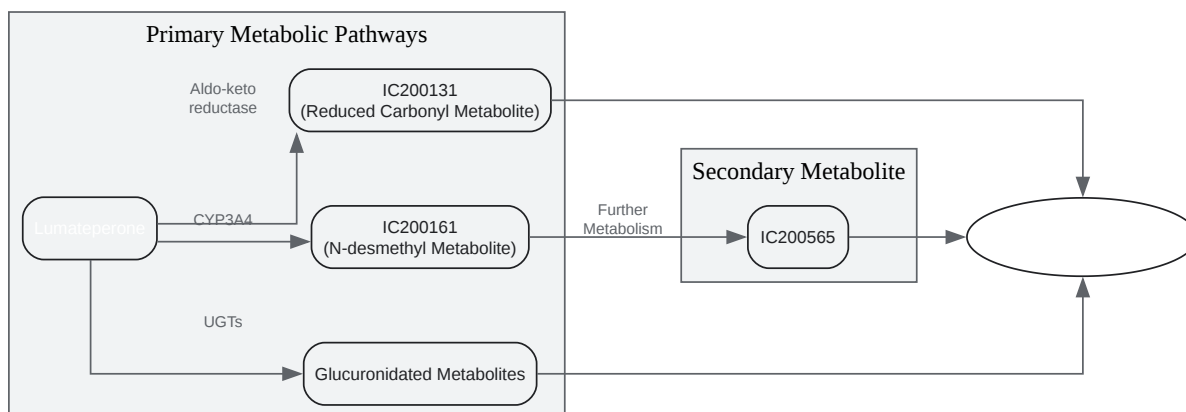 Primary Metabolic Pathways
Aldo-keto
reductase
IC200131
(Reduced Carbonyl Metabolite)
Lumateperone
CYP3A4
IC200161
(N-desmethyl Metabolite)
UGTs
Glucuronidated Metabolites
Further
Metabolism
Secondary Metabolite
IC200565